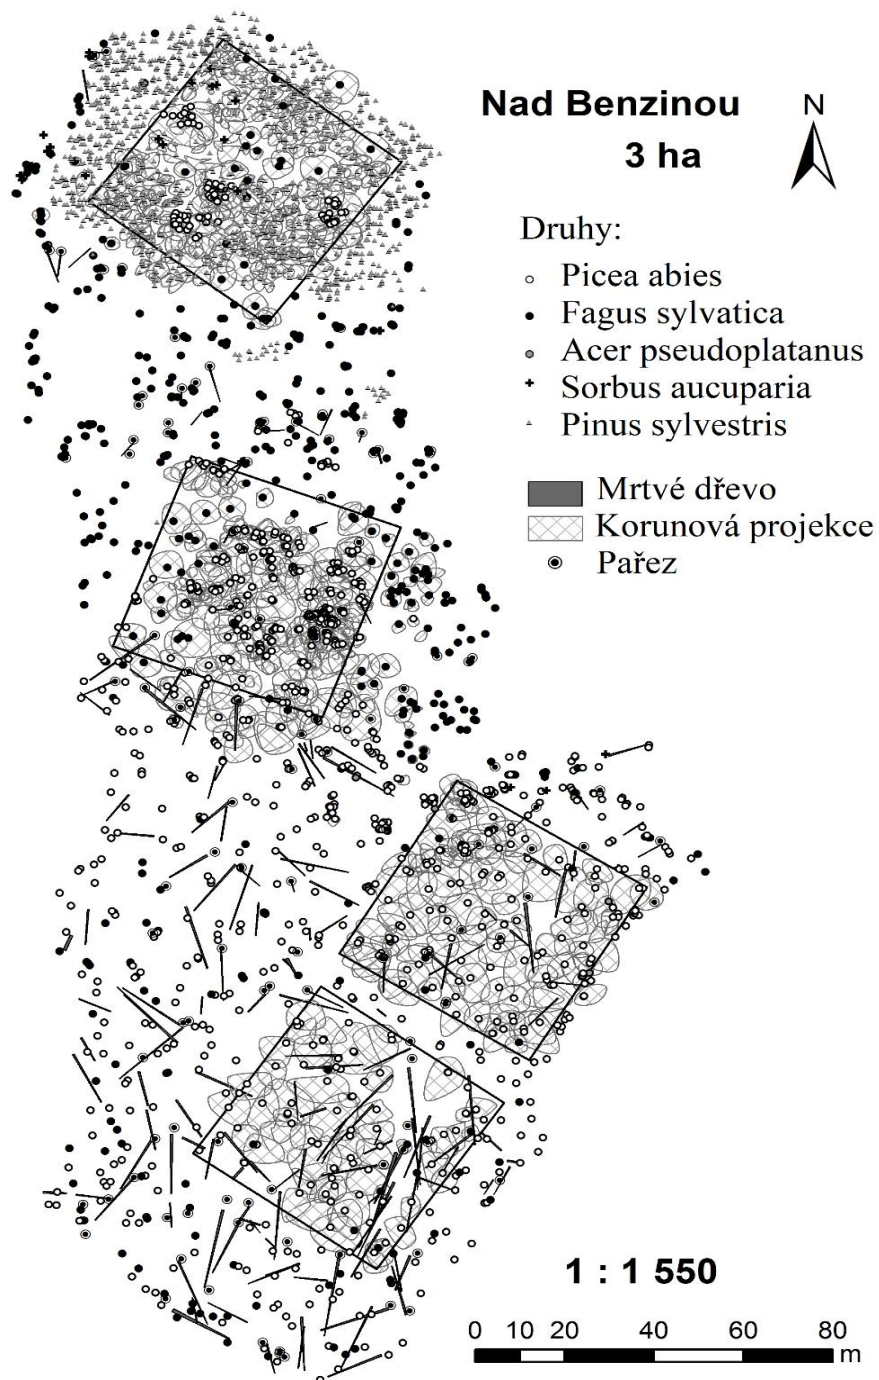 Nad Benzinou
3 ha
N
Druhy:
Picea abies
Fagus sylvatica
Acer pseudoplatanus
Sorbus aucuparia
Pinus sylvestris
Mrtvé dřevo
Korunová projekce
Pařez
1 : 1 550
0 10 20 40 60 80
m